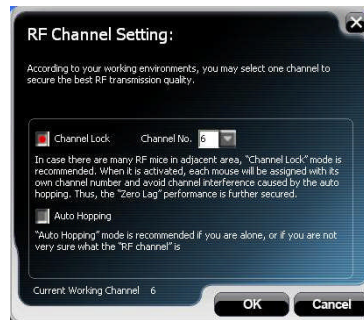 RF Channel Setting:
According to your working environments, you may select one channel to
secure the best RF transmission quality.
Channel Lock Channel No. 6
In case there are many RF mice in adjacent area, "Channel Lock" mode is
recommended. When it is activated, each mouse will be assigned with its
own channel number and avoid channel interference caused by the auto
hopping. Thus, the "Zero Lag" performance is further secured.
Auto Hopping
"Auto Hopping" mode is recommended if you are alone, or if you are not
very sure what the "RF channel" is
Current Working Channel 6
OK Cancel